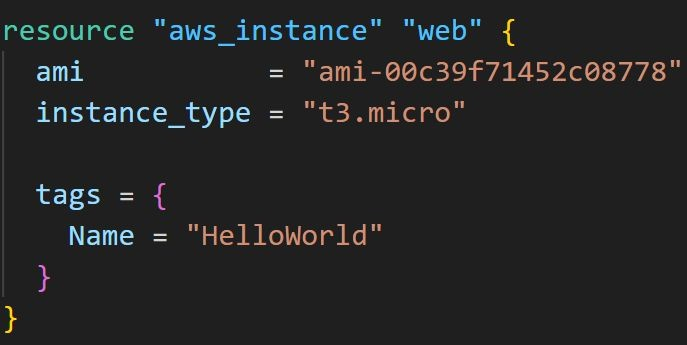 resource "aws_instance" "web" {
  ami           = "ami-00c39f71452c08778"
  instance_type = "t3.micro"

  tags = {
    Name = "HelloWorld"
  }
}